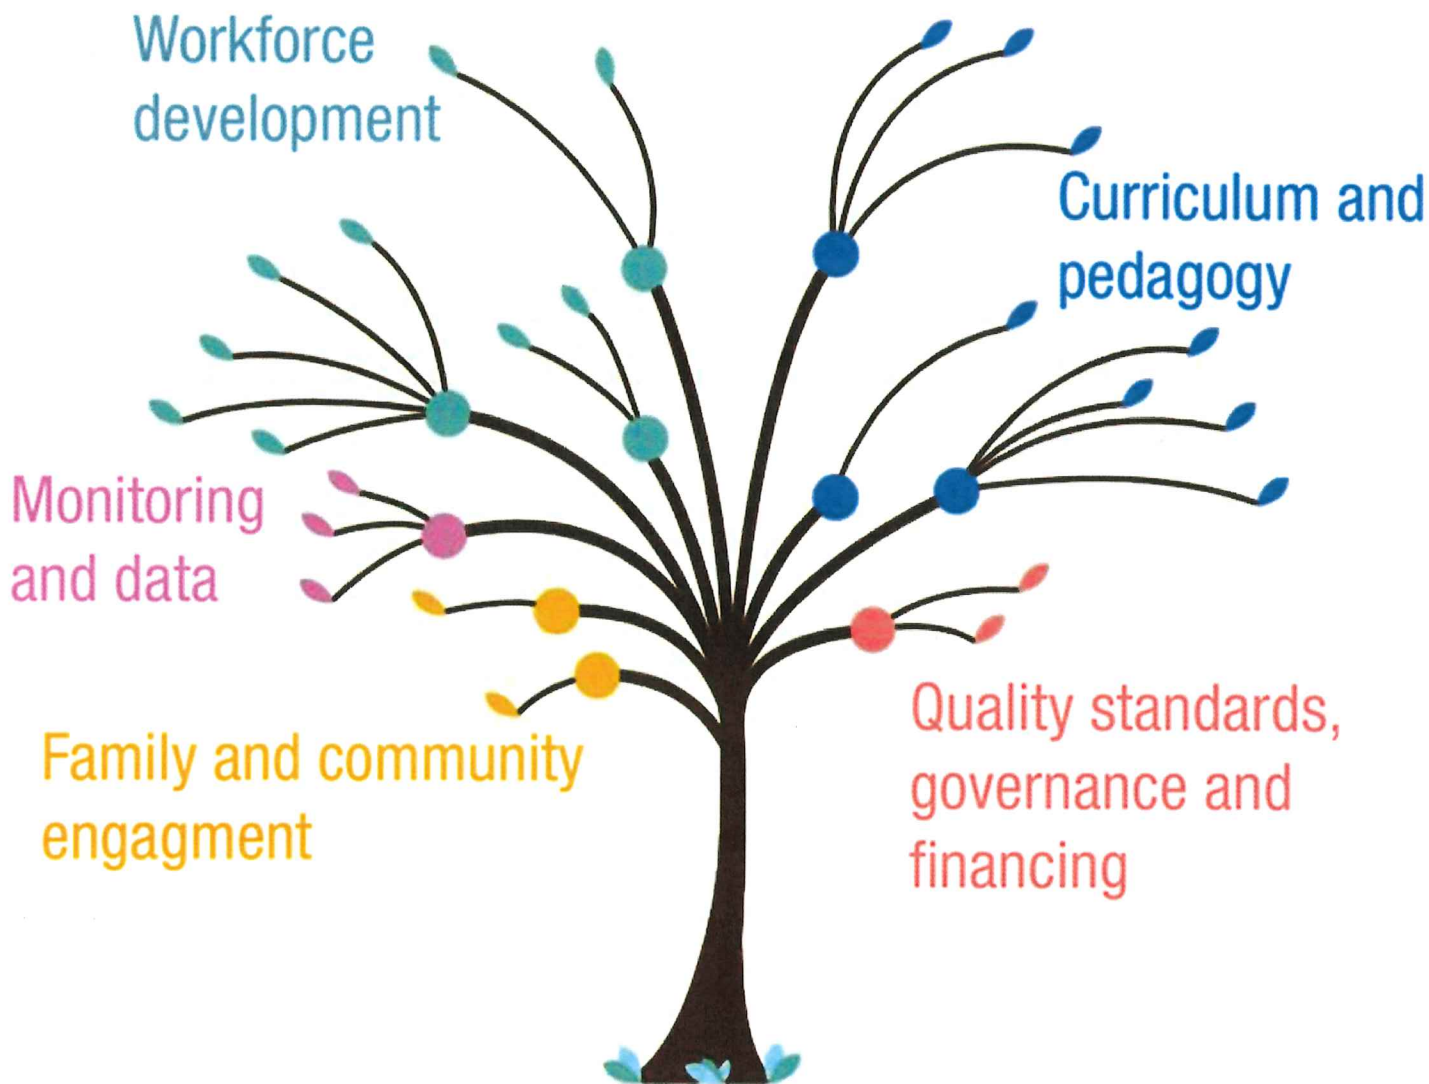 Workforce
development
Curriculum and
pedagogy
Monitoring
and data
Family and community
engagment
Quality standards,
governance and
financing